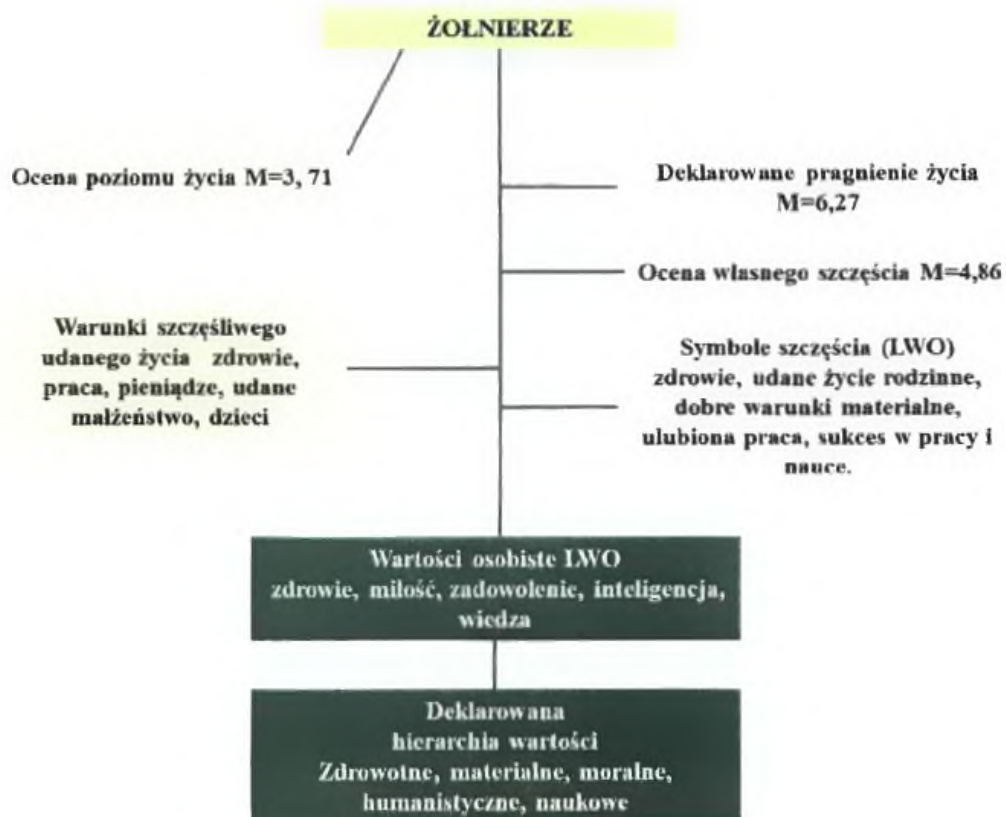 ŻOŁNIERZE
Ocena poziomu życia M=3, 71
Deklarowane pragnienie życia
M=6,27
Ocena własnego szczęścia M=4,86
Warunki szczęśliwego
udanego życia zdrowie,
praca, pieniądze, udane
małżeństwo, dzieci
Symbole szczęścia (LWO)
zdrowie, udane życie rodzinne,
dobre warunki materialne,
ulubiona praca, sukces w pracy i
nauce.
Wartości osobiste LWO
zdrowie, miłość, zadowolenie, inteligencja,
wiedza
Deklarowana
hierarchia wartości
Zdrowotne, materialne, moralne,
humanistyczne, naukowe